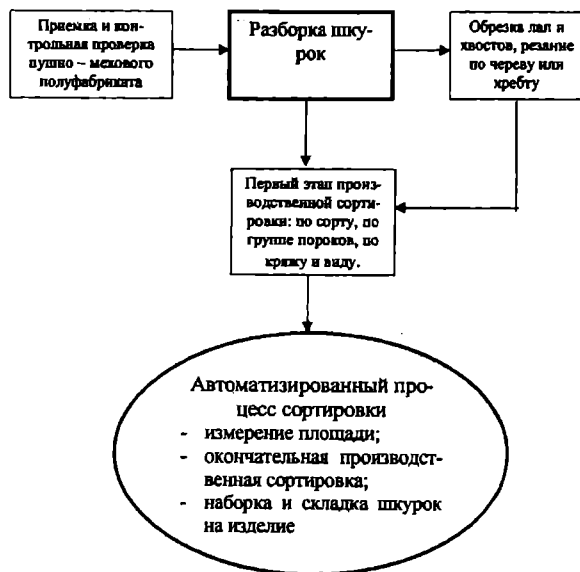 Приемка и кон-
трольная проверка
пушно – мехового
полуфабриката
Разборка шку-
рок
Обрезка лап и
хвостов, резание
по череву или
хребту
Первый этап произ-
водственной сорти-
ровки: по сорту, по
группе пороков, по
кряжу и виду.
Автоматизированный про-
цесс сортировки
- измерение площади;
- окончательная производст-
венная сортировка;
- наборка и складка шкурок
на изделие